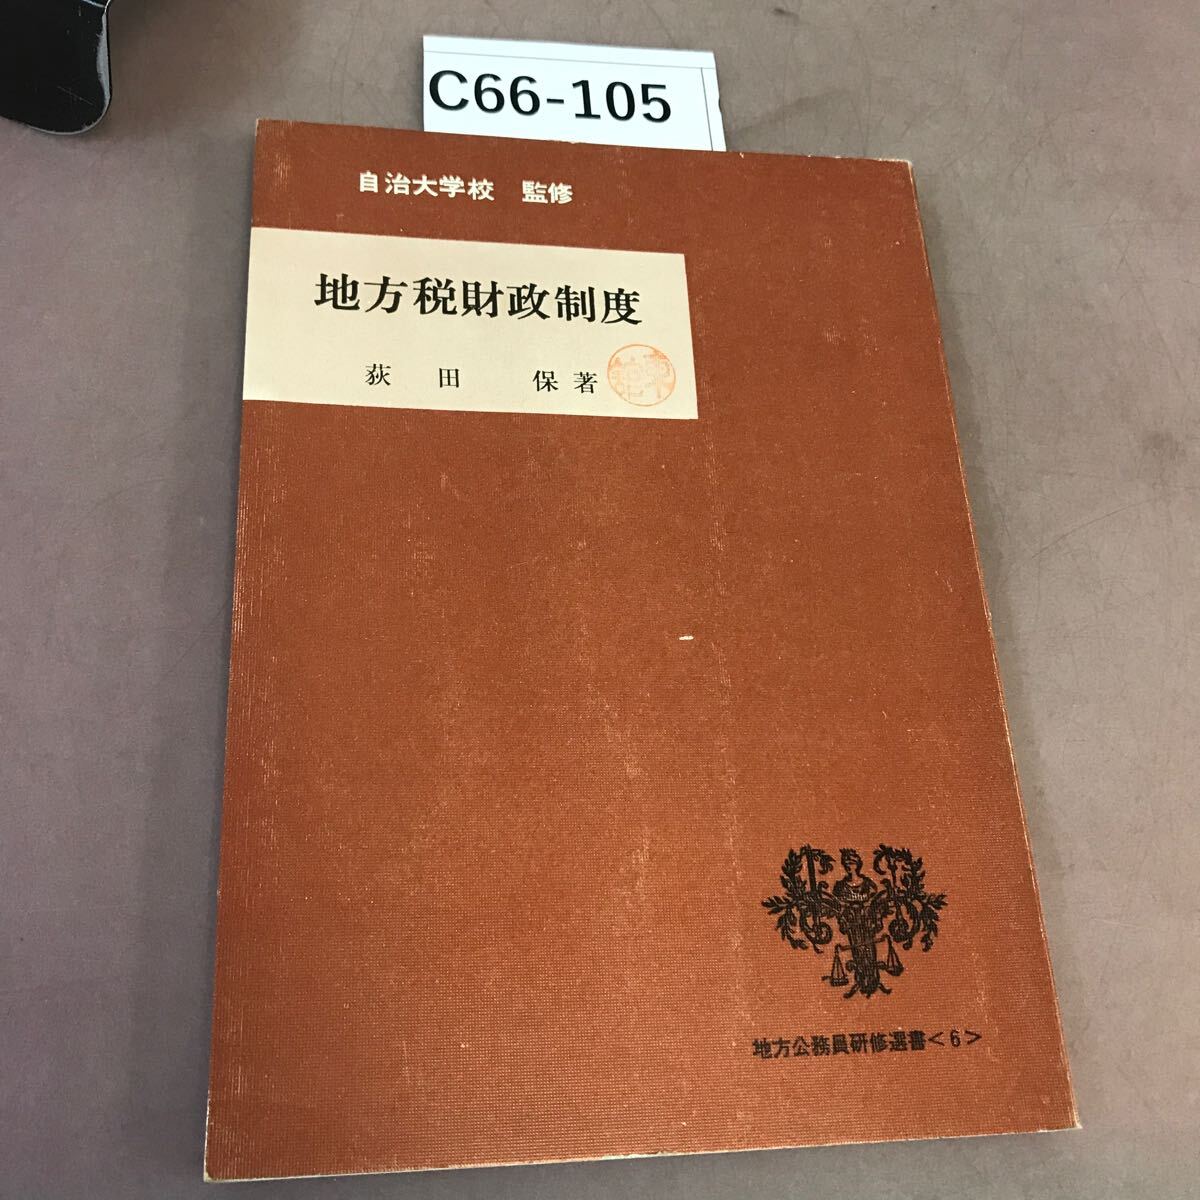 C66-105
自治大学校 監修
地方税財政制度
荻田 保著
地方公務員研修選書<6>